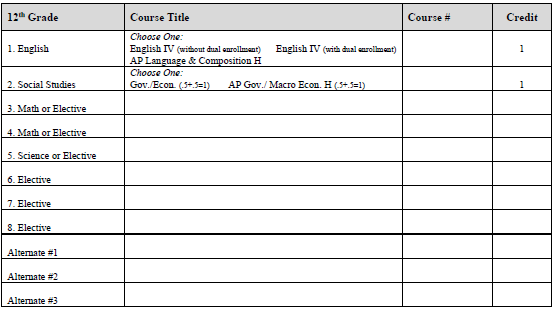 12th Grade Course Title Course # Credit
Choose One:
1. English English IV (without dual enrollment) English IV (with dual enrollment) 1
AP Language & Composition H
Choose One:
2. Social Studies Gov./Econ. (.5+.5=1) AP Gov./ Macro Econ. H (.5+.5=1) 1
3. Math or Elective
4. Math or Elective
5. Science or Elective
6. Elective
7. Elective
8. Elective
Alternate #1
Alternate #2
Alternate #3